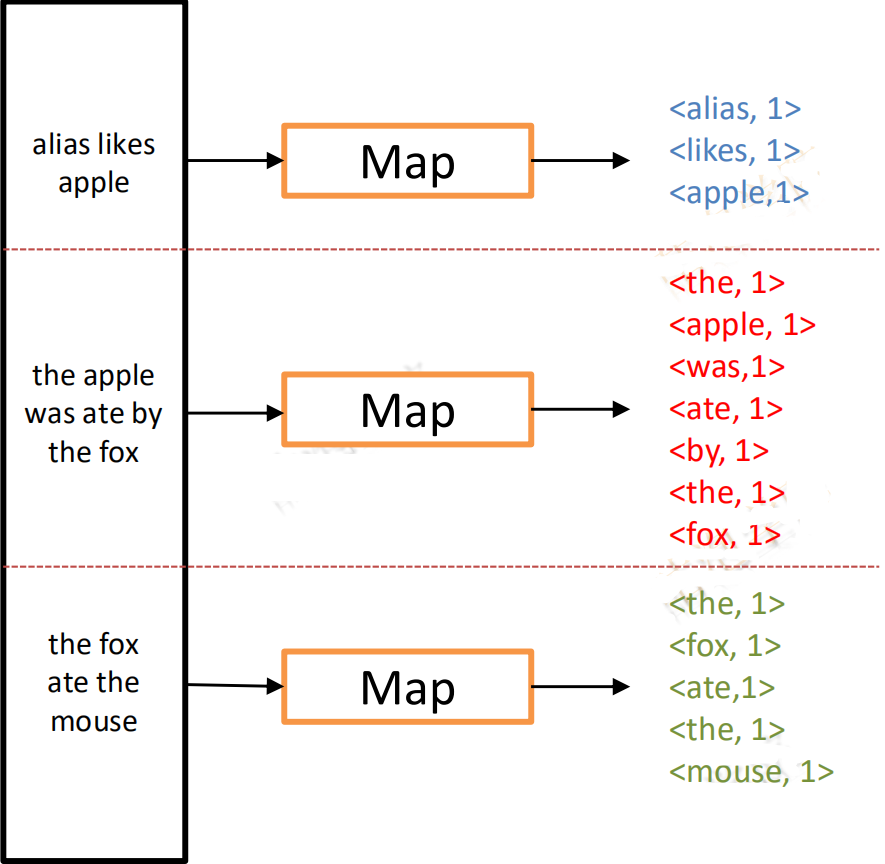 alias likes
apple
Map
<alias, 1>
<likes, 1>
<apple,1>
the apple
was ate by
the fox
Map
<the, 1>
<apple, 1>
<was,1>
<ate, 1>
<by, 1>
<the, 1>
<fox, 1>
the fox
ate the
mouse
Map
<the, 1>
<fox, 1>
<ate,1>
<the, 1>
<mouse, 1>